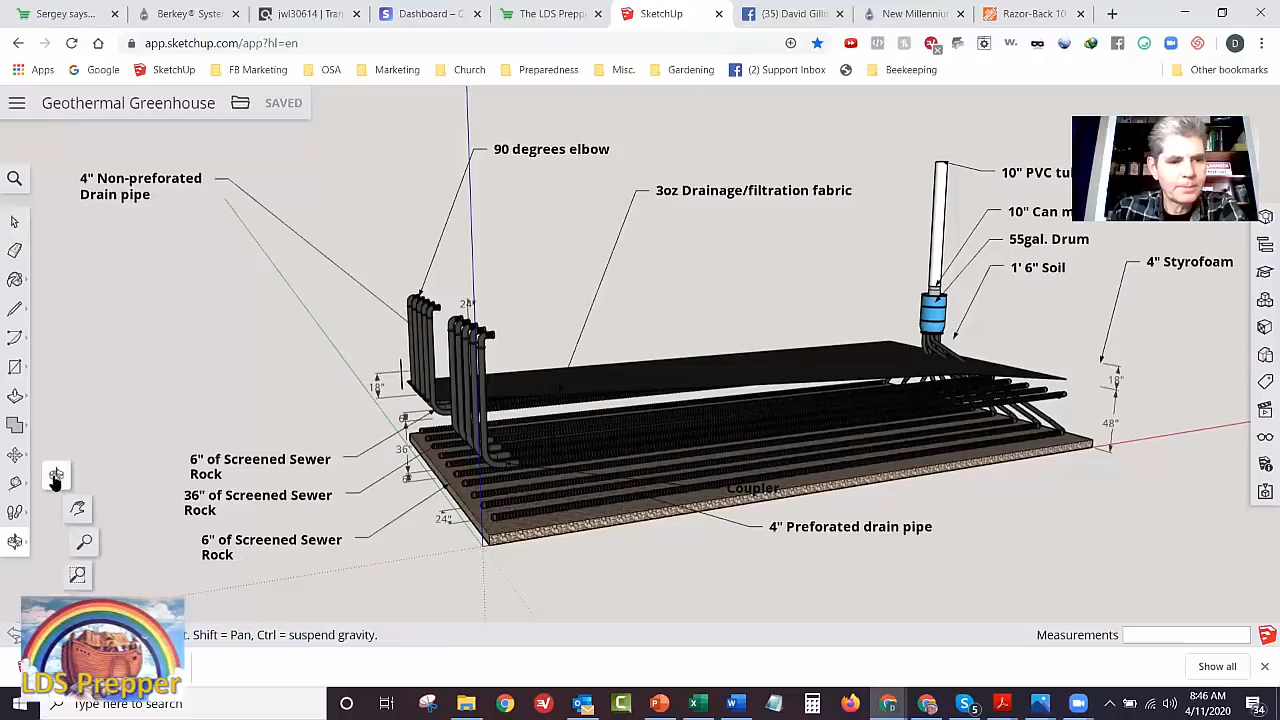 Sergey says...
Berkey® Syste
jwl30614 | Tran
Dashboard – C
The LDS Prepp
SketchUp
(35) David Gib
New Millenniu
Razor-Back 10
app.sketchup.com/app?hl=en
Apps
Google
SketchUp
FB Marketing
OSA
Marketing
Church
Preparedness
Misc.
Gardening
(2) Support Inbox
Beekeeping
Other bookmarks
Geothermal Greenhouse
SAVED
90 degrees elbow
4" Non-preforated
Drain pipe
3oz Drainage/filtration fabric
10" PVC tu
10" Can m
55gal. Drum
1' 6" Soil
4" Styrofoam
24"
18"
18"
48"
36"
24"
6" of Screened Sewer
Rock
36" of Screened Sewer
Rock
6" of Screened Sewer
Rock
Coupler
4" Preforated drain pipe
t. Shift = Pan, Ctrl = suspend gravity.
Measurements
Show all
LDS Prepper
Type here to search
8:46 AM
4/11/2020